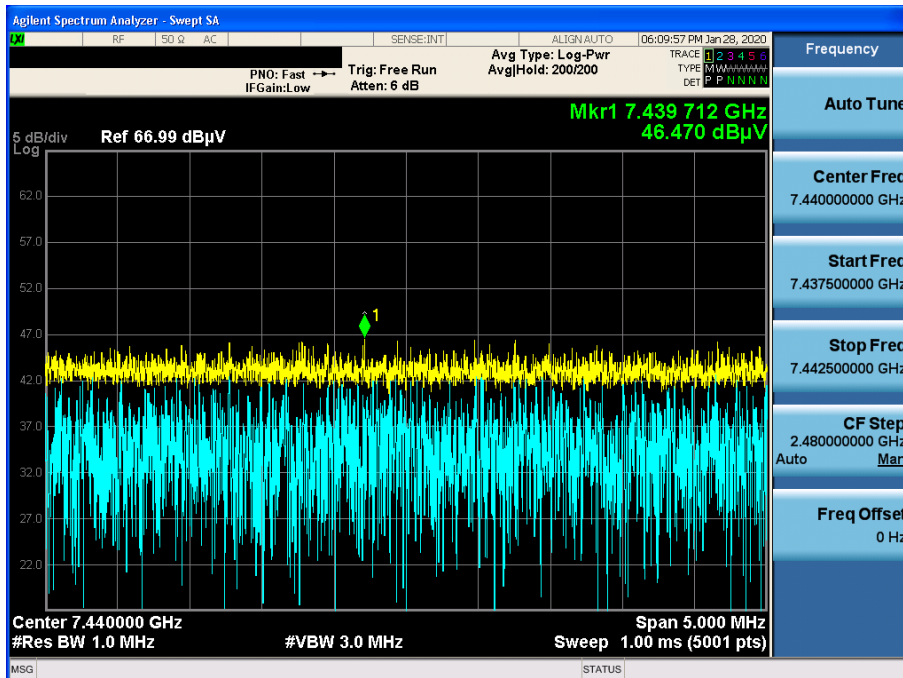 Agilent Spectrum Analyzer - Swept SA
LXI RF 50 Ω AC SENSE:INT ALIGN AUTO 06:09:57 PM Jan 28, 2020
PNO: Fast
IFGain:Low
Trig: Free Run
Atten: 6 dB
Avg Type: Log-Pwr
Avg|Hold: 200/200
TRACE 1 2 3 4 5 6
TYPE M W W W W W
DET P P N N N N
Mkr1 7.439 712 GHz
46.470 dBµV
5 dB/div Ref 66.99 dBµV
Log
62.0
57.0
52.0
47.0
42.0
37.0
32.0
27.0
22.0
1
Center 7.440000 GHz Span 5.000 MHz
#Res BW 1.0 MHz #VBW 3.0 MHz Sweep 1.00 ms (5001 pts)
MSG STATUS
Frequency
Auto Tune
Center Freq
7.440000000 GHz
Start Freq
7.437500000 GHz
Stop Freq
7.442500000 GHz
CF Step
2.480000000 GHz
Auto Man
Freq Offset
0 Hz